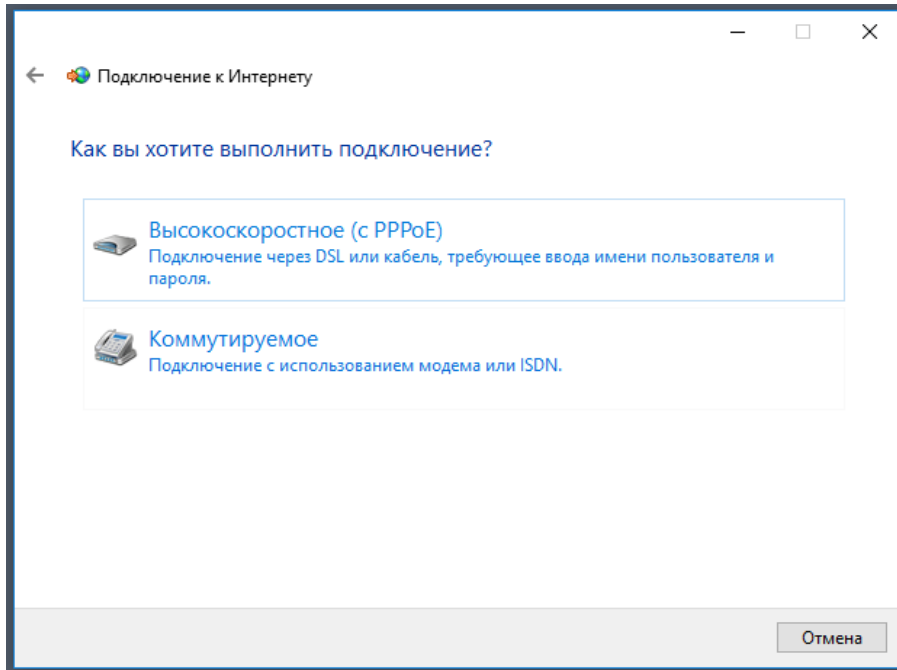 Подключение к Интернету
Как вы хотите выполнить подключение?
Высокоскоростное (с PPPoE)
Подключение через DSL или кабель, требующее ввода имени пользователя и
пароля.
Коммутируемое
Подключение с использованием модема или ISDN.
Отмена